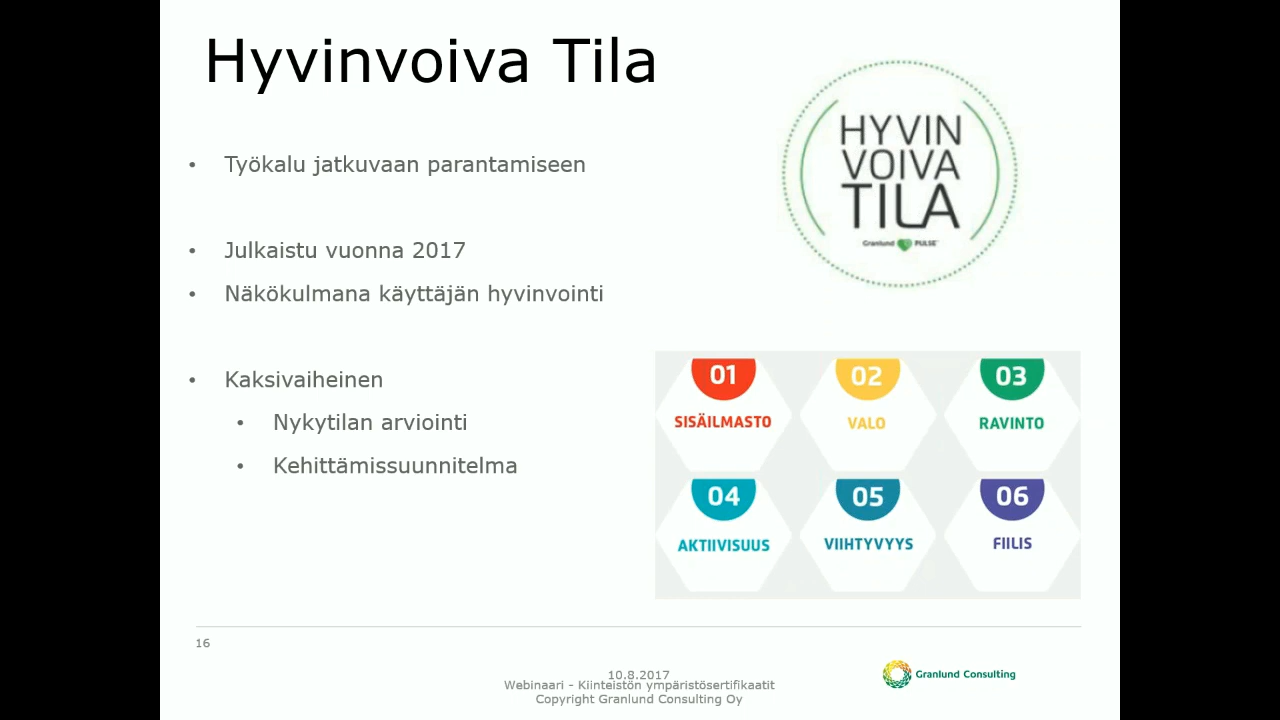 Hyvinvoiva Tila
• Työkalu jatkuvaan parantamiseen
• Julkaistu vuonna 2017
• Näkökulmana käyttäjän hyvinvointi
• Kaksivaiheinen
• Nykytilan arviointi
• Kehittämissuunnitelma
HYVIN
VOIVA
TILA
Granlund PULSE
01
SISÄILMASTO
02
VALO
03
RAVINTO
04
AKTIIVISUUS
05
VIIHTYVYYS
06
FIILIS
16
10.8.2017
Webinaari - Kiinteistön ympäristösertifikaatit
Copyright Granlund Consulting Oy
Granlund Consulting